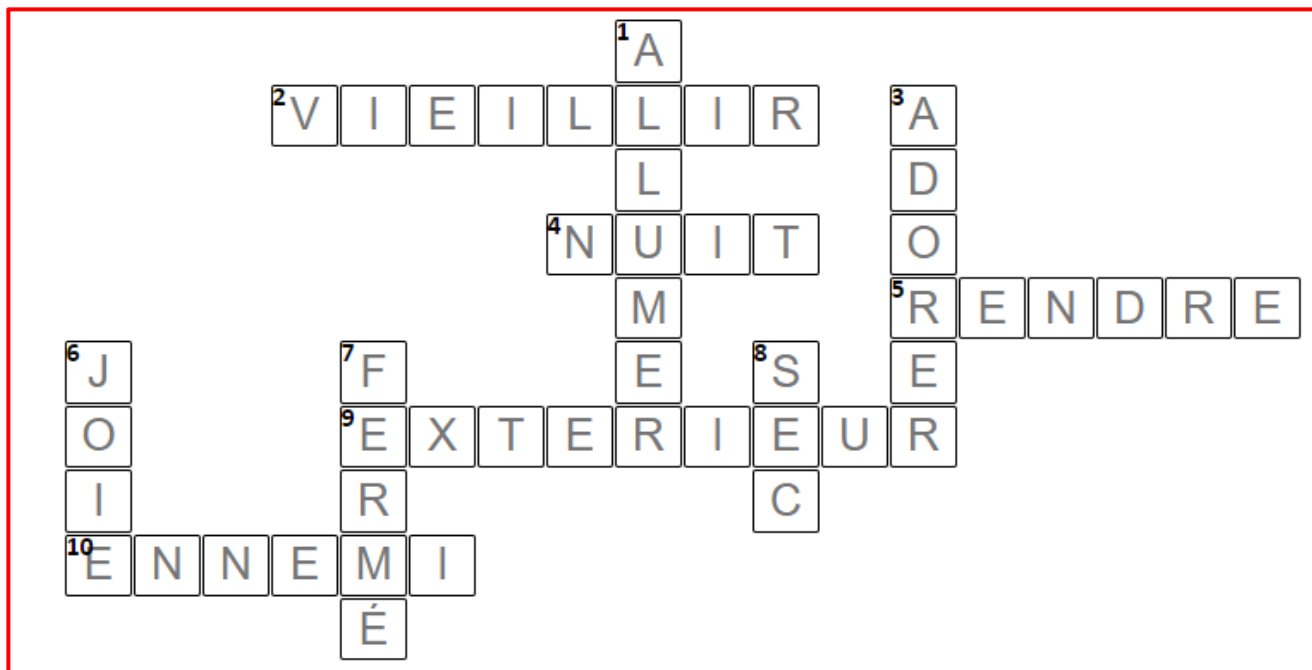 1 A
2 V I E I L L I R 3 A
L D
4 N U I T O
M 5 R E N D R E
6 J 7 F E 8 S E
O 9 E X T E R I E U R
I R C
10 E N N E M I
É